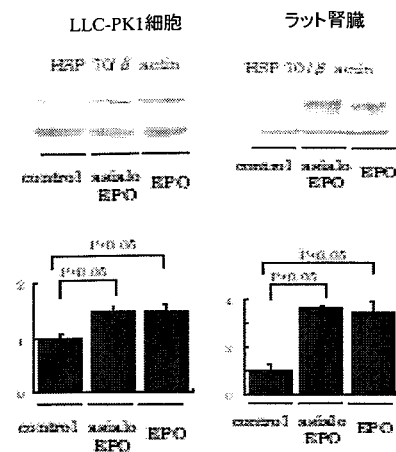 LLC-PK1細胞
HSP 70/β actin
control asialo EPO EPO
P<0.05
P<0.05
2
1
0
control asialo EPO EPO
ラット腎臓
HSP 70/β actin
control asialo EPO EPO
P<0.05
P<0.05
4
2
0
control asialo EPO EPO